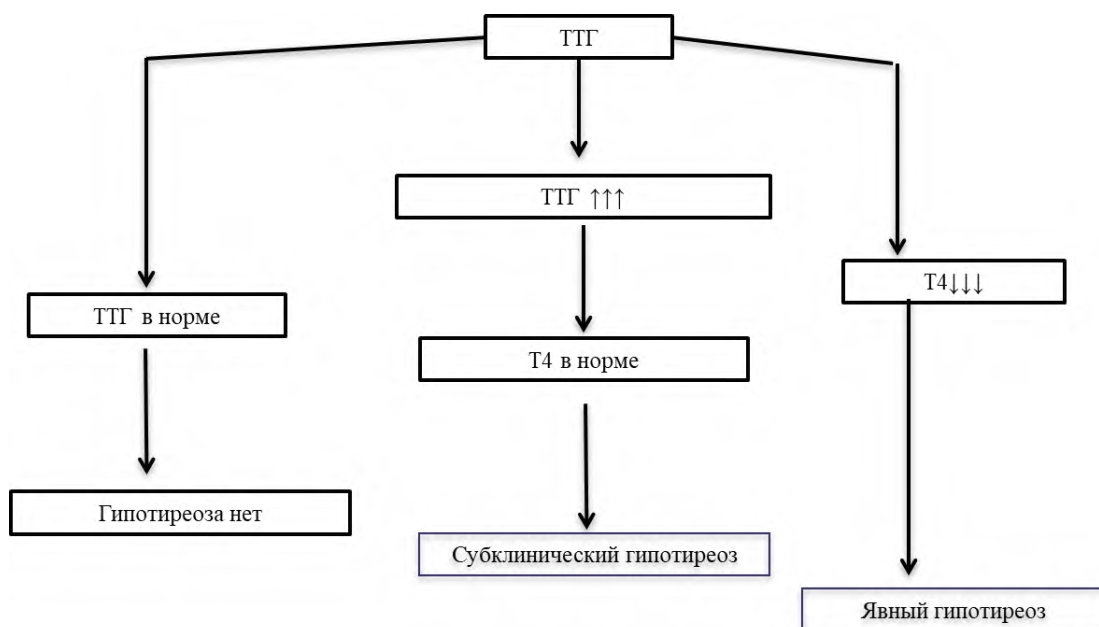 ТТГ
ТТГ ↑↑↑
Т4↓↓↓
ТТГ в норме
Т4 в норме
Гипотиреоза нет
Субклинический гипотиреоз
Явный гипотиреоз